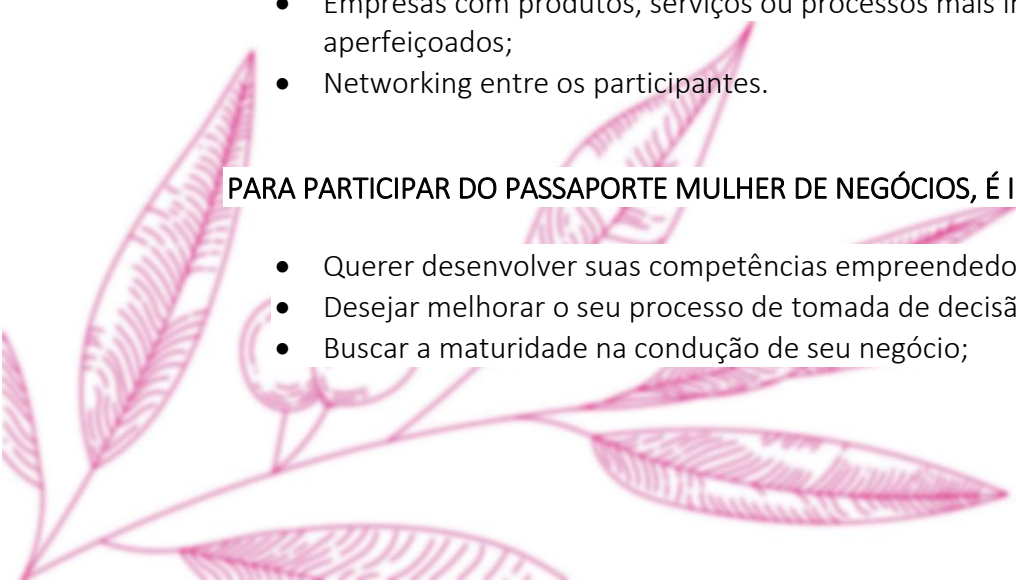 • Empresas com produtos, serviços ou processos mais
aperfeiçoados;
• Networking entre os participantes.
PARA PARTICIPAR DO PASSAPORTE MULHER DE NEGÓCIOS, É
• Querer desenvolver suas competências
• Desejar melhorar o seu processo de tomada de
• Buscar a maturidade na condução de seu negócio;